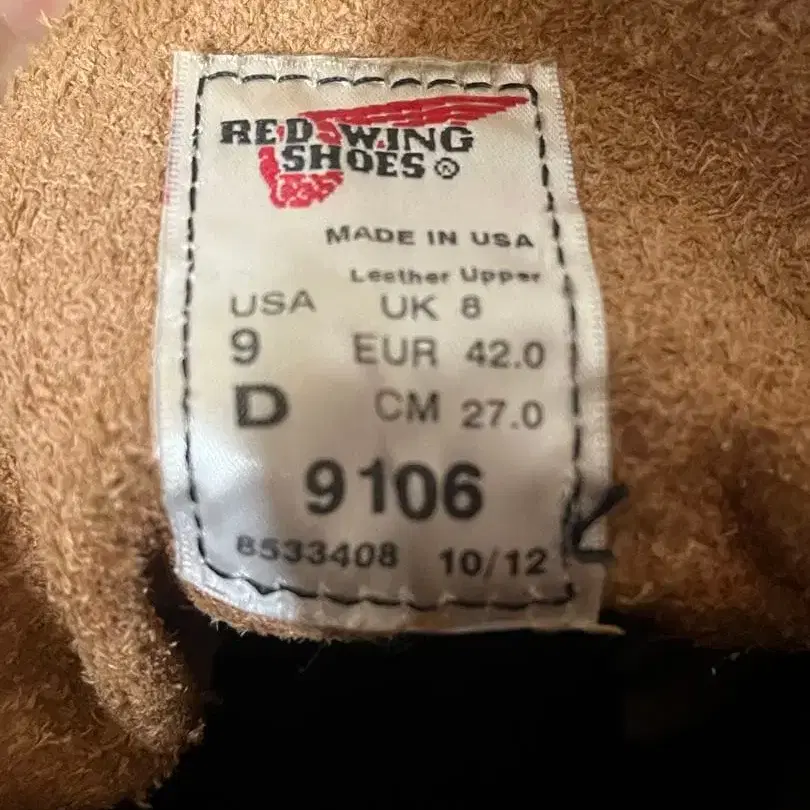 RED WING
SHOES®
MADE IN USA
Leather Upper
USA UK 8
9 EUR 42.0
D CM 27.0
9106
8533408 10/12